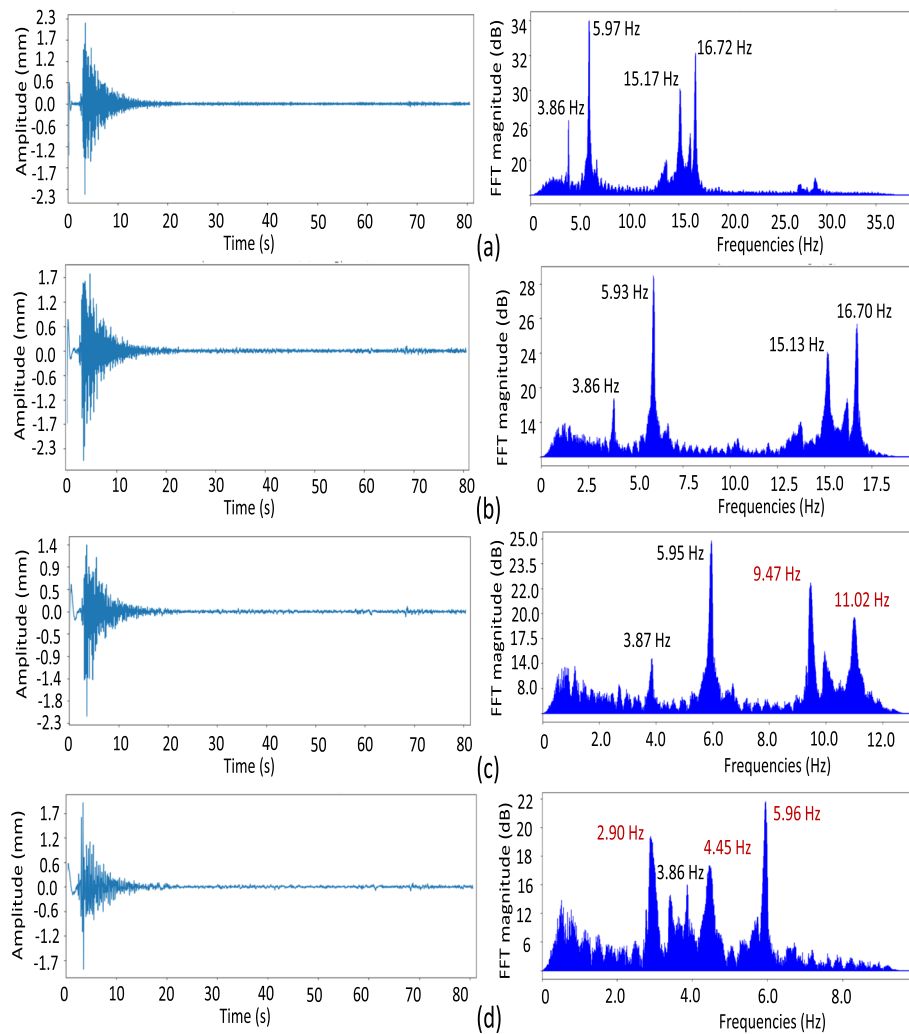 Amplitude (mm)
2.3
1.7
1.2
0.6
0.0
-0.6
-1.2
-1.7
-2.3
0 10 20 30 40 50 60 70 80
Time (s)
FFT magnitude (dB)
34
32
30
26
20
3.86 Hz
5.97 Hz
15.17 Hz
16.72 Hz
0 5.0 10.0 15.0 20.0 25.0 30.0 35.0
Frequencies (Hz)
(a)
Amplitude (mm)
1.7
1.2
0.6
0.0
-0.6
-1.2
-1.7
-2.3
0 10 20 30 40 50 60 70 80
Time (s)
FFT magnitude (dB)
28
26
24
20
14
3.86 Hz
5.93 Hz
15.13 Hz
16.70 Hz
0 2.5 5.0 7.5 10.0 12.5 15.0 17.5
Frequencies (Hz)
(b)
Amplitude (mm)
1.4
0.9
0.5
0.0
-0.5
-0.9
-1.4
-1.8
-2.3
0 10 20 30 40 50 60 70 80
Time (s)
FFT magnitude (dB)
25.0
23.5
22.0
20.0
17.5
14.0
8.0
3.87 Hz
5.95 Hz
9.47 Hz
11.02 Hz
0 2.0 4.0 6.0 8.0 10.0 12.0
Frequencies (Hz)
(c)
Amplitude (mm)
1.7
1.2
0.6
0.0
-0.6
-1.2
-1.7
0 10 20 30 40 50 60 70 80
Time (s)
FFT magnitude (dB)
22
20
16
12
6
2.90 Hz
3.86 Hz
4.45 Hz
5.96 Hz
0 2.0 4.0 6.0 8.0
Frequencies (Hz)
(d)